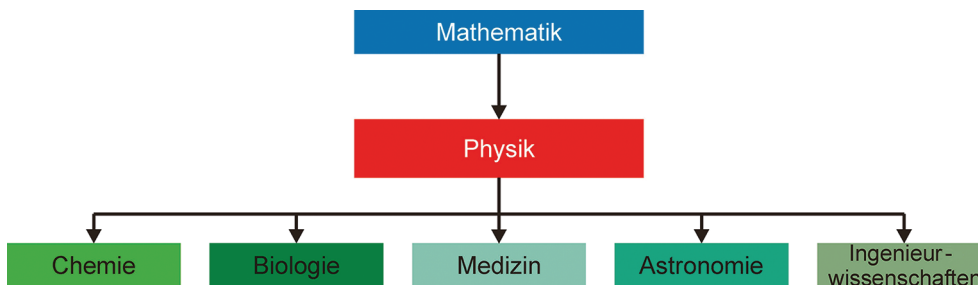 Mathematik
Physik
Chemie
Biologie
Medizin
Astronomie
Ingenieur-
wissenschaften